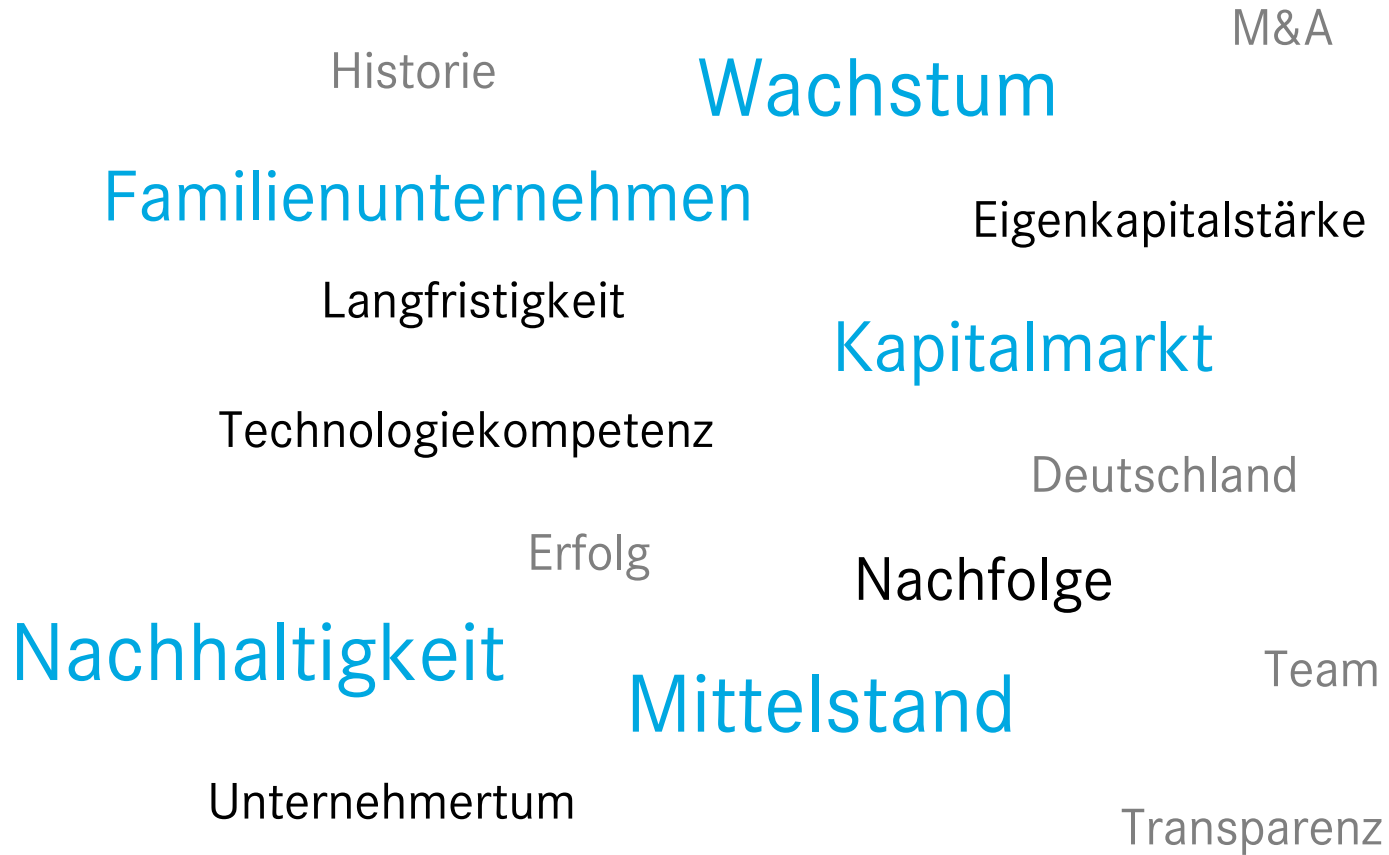 M&A
Historie
Wachstum
Familienunternehmen
Eigenkapitalstärke
Langfristigkeit
Kapitalmarkt
Technologiekompetenz
Deutschland
Erfolg
Nachfolge
Nachhaltigkeit
Team
Mittelstand
Unternehmertum
Transparenz